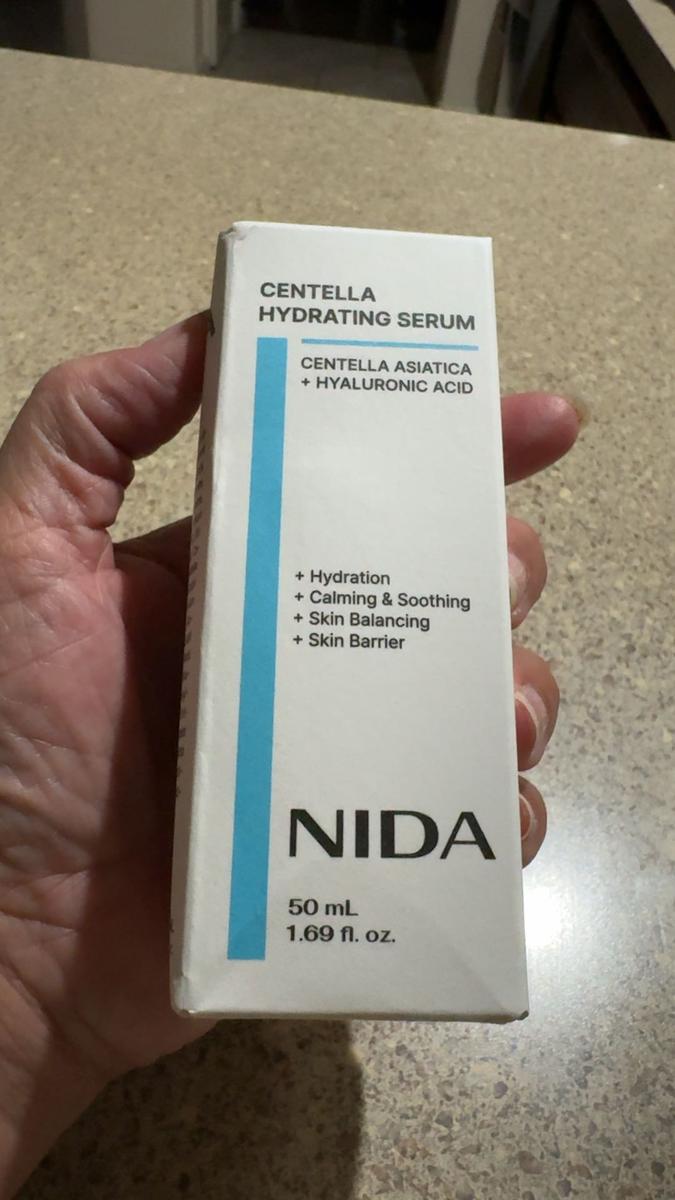 CENTELLA
HYDRATING SERUM
CENTELLA ASIATICA
+ HYALURONIC ACID
+ Hydration
+ Calming & Soothing
+ Skin Balancing
+ Skin Barrier
NIDA
50 mL
1.69 fl. oz.